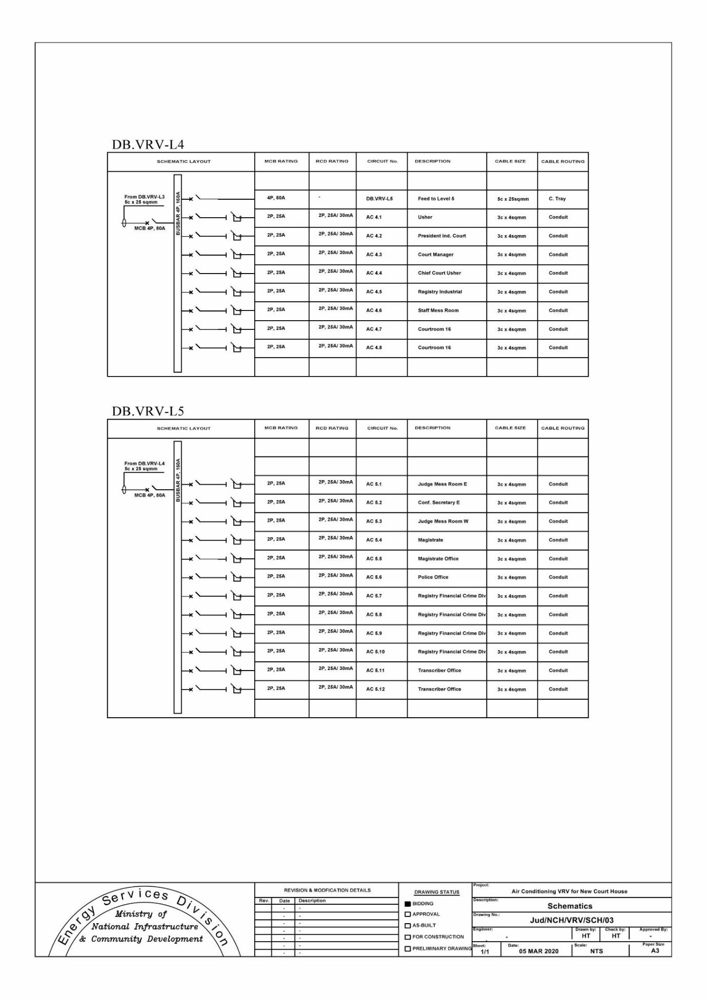 DB.VRV-L4
SCHEMATIC LAYOUT MCB RATING RCD RATING CIRCUIT No. DESCRIPTION CABLE SIZE CABLE ROUTING
From DB.VRV-L3
5c x 25 sqmm
MCB 4P, 80A
BUSBAR 4P, 160A
4P, 80A - DB.VRV-L5 Feed to Level 5 5c x 25sqmm C. Tray
2P, 25A 2P, 25A/ 30mA AC 4.1 Usher 3c x 4sqmm Conduit
2P, 25A 2P, 25A/ 30mA AC 4.2 President Ind. Court 3c x 4sqmm Conduit
2P, 25A 2P, 25A/ 30mA AC 4.3 Court Manager 3c x 4sqmm Conduit
2P, 25A 2P, 25A/ 30mA AC 4.4 Chief Court Usher 3c x 4sqmm Conduit
2P, 25A 2P, 25A/ 30mA AC 4.5 Registry Industrial 3c x 4sqmm Conduit
2P, 25A 2P, 25A/ 30mA AC 4.6 Staff Mess Room 3c x 4sqmm Conduit
2P, 25A 2P, 25A/ 30mA AC 4.7 Courtroom 16 3c x 4sqmm Conduit
2P, 25A 2P, 25A/ 30mA AC 4.8 Courtroom 16 3c x 4sqmm Conduit
DB.VRV-L5
SCHEMATIC LAYOUT MCB RATING RCD RATING CIRCUIT No. DESCRIPTION CABLE SIZE CABLE ROUTING
From DB.VRV-L4
5c x 25 sqmm
MCB 4P, 80A
BUSBAR 4P, 160A
2P, 25A 2P, 25A/ 30mA AC 5.1 Judge Mess Room E 3c x 4sqmm Conduit
2P, 25A 2P, 25A/ 30mA AC 5.2 Conf. Secretary E 3c x 4sqmm Conduit
2P, 25A 2P, 25A/ 30mA AC 5.3 Judge Mess Room W 3c x 4sqmm Conduit
2P, 25A 2P, 25A/ 30mA AC 5.4 Magistrate 3c x 4sqmm Conduit
2P, 25A 2P, 25A/ 30mA AC 5.5 Magistrate Office 3c x 4sqmm Conduit
2P, 25A 2P, 25A/ 30mA AC 5.6 Police Office 3c x 4sqmm Conduit
2P, 25A 2P, 25A/ 30mA AC 5.7 Registry Financial Crime Div 3c x 4sqmm Conduit
2P, 25A 2P, 25A/ 30mA AC 5.8 Registry Financial Crime Div 3c x 4sqmm Conduit
2P, 25A 2P, 25A/ 30mA AC 5.9 Registry Financial Crime Div 3c x 4sqmm Conduit
2P, 25A 2P, 25A/ 30mA AC 5.10 Registry Financial Crime Div 3c x 4sqmm Conduit
2P, 25A 2P, 25A/ 30mA AC 5.11 Transcriber Office 3c x 4sqmm Conduit
2P, 25A 2P, 25A/ 30mA AC 5.12 Transcriber Office 3c x 4sqmm Conduit
Energy Services Division
Ministry of
National Infrastructure
& Community Development
REVISION & MODFICATION DETAILS
Rev. Date Description
- -
- -
- -
- -
- -
- -
- -
DRAWING STATUS
BIDDING
APPROVAL
AS-BUILT
FOR CONSTRUCTION
PRELIMINARY DRAWING
Project:
Air Conditioning VRV for New Court House
Description:
Schematics
Drawing No.:
Jud/NCH/VRV/SCH/03
Engineer: Drawn by: Check by: Approved By:
- HT HT -
Sheet: Date: Scale: Paper Size
1/1 05 MAR 2020 NTS A3